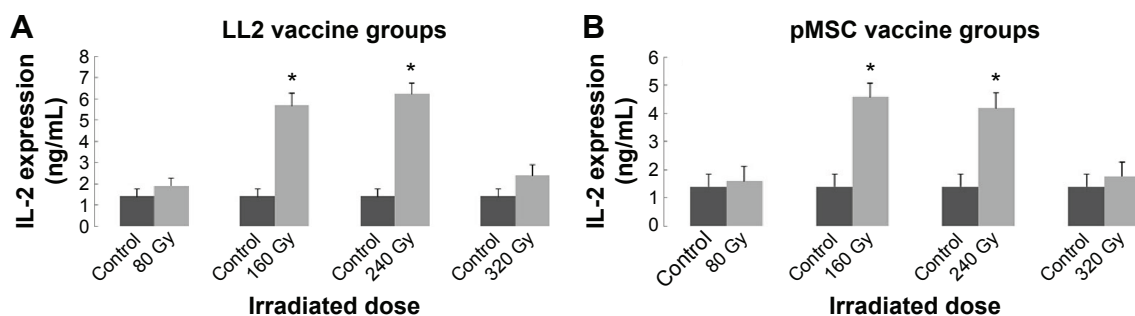 A
LL2 vaccine groups
IL-2 expression
(ng/mL)
8
7
6
5
4
3
2
1
0
*
*
Control
80 Gy
Control
160 Gy
Control
240 Gy
Control
320 Gy
Irradiated dose
B
pMSC vaccine groups
IL-2 expression
(ng/mL)
6
5
4
3
2
1
0
*
*
Control
80 Gy
Control
160 Gy
Control
240 Gy
Control
320 Gy
Irradiated dose